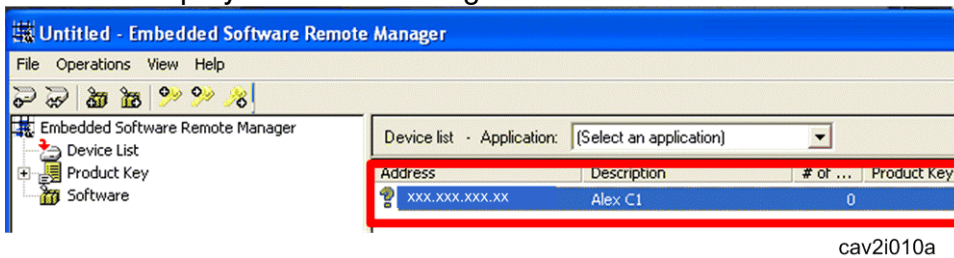 Untitled - Embedded Software Remote Manager
File Operations View Help
Embedded Software Remote Manager
Device List
Product Key
Software
Device list - Application: (Select an application)
Address Description # of ... Product Key
xxx.xxx.xxx.xx Alex C1 0
cav2i010a